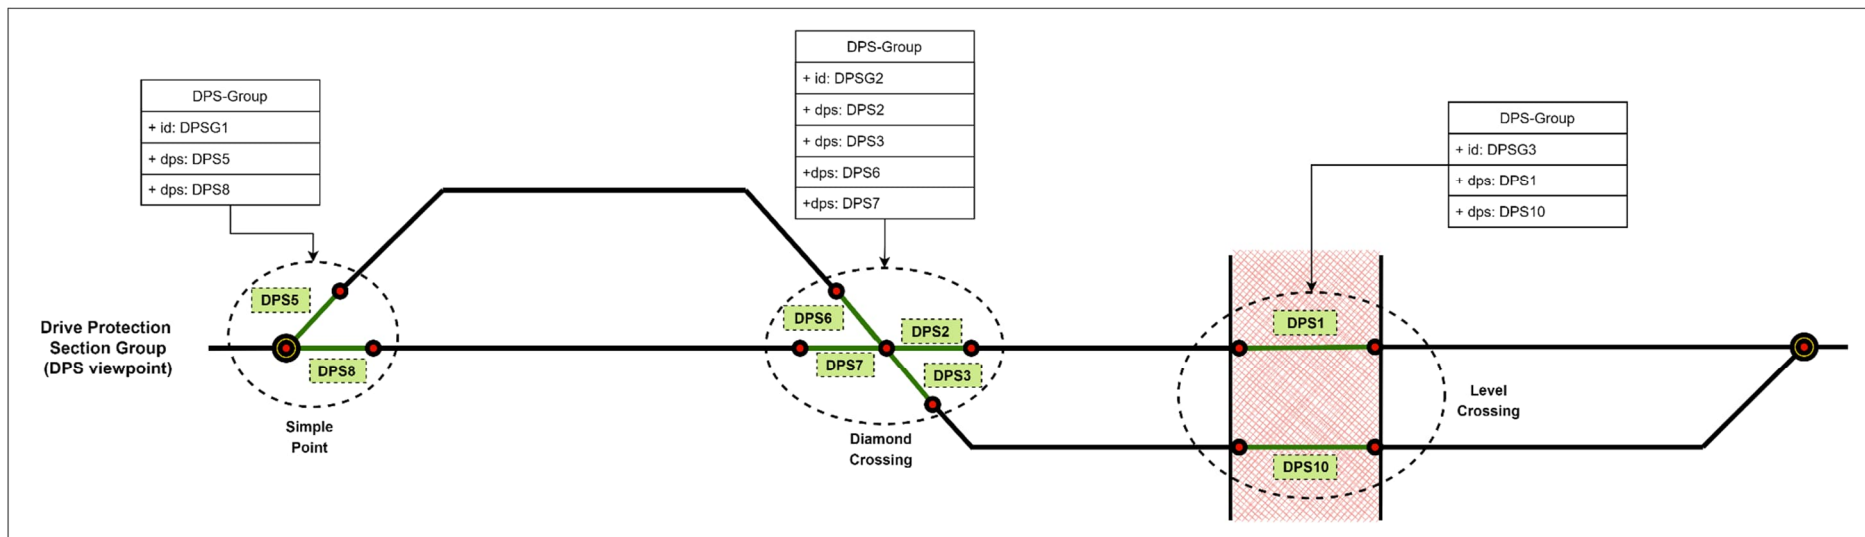 DPS-Group
+ id: DPSG1
+ dps: DPS5
+ dps: DPS8
DPS-Group
+ id: DPSG2
+ dps: DPS2
+ dps: DPS3
+dps: DPS6
+dps: DPS7
DPS-Group
+ id: DPSG3
+ dps: DPS1
+ dps: DPS10
Drive Protection
Section Group
(DPS viewpoint)
DPS5
DPS8
Simple
Point
DPS6
DPS2
DPS7
DPS3
Diamond
Crossing
DPS1
DPS10
Level
Crossing